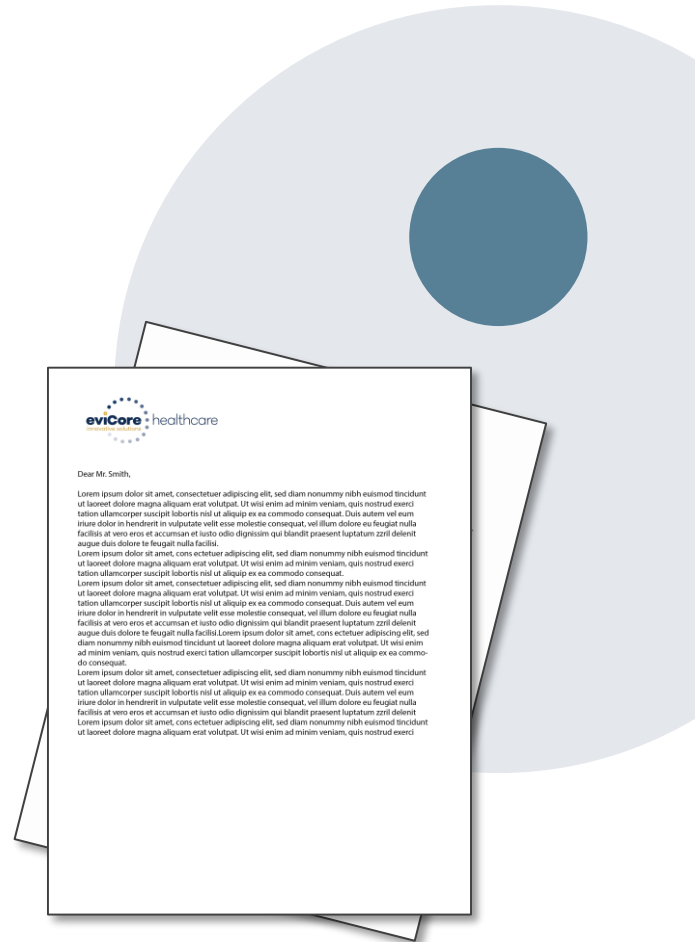 eviCore healthcare
innovative solutions
Dear Mr. Smith,
Lorem ipsum dolor sit amet, consectetuer adipiscing elit, sed diam nonummy nibh euismod tincidunt
ut laoreet dolore magna aliquam erat volutpat. Ut wisi enim ad minim veniam, quis nostrud exerci
tation ullamcorper suscipit lobortis nisl ut aliquip ex ea commodo consequat. Duis autem vel eum
iriure dolor in hendrerit in vulputate velit esse molestie consequat, vel illum dolore eu feugiat nulla
facilisis at vero eros et accumsan et iusto odio dignissim qui blandit praesent luptatum zzril delenit
augue duis dolore te feugait nulla facilisi.
Lorem ipsum dolor sit amet, cons ectetuer adipiscing elit, sed diam nonummy nibh euismod tincidunt
ut laoreet dolore magna aliquam erat volutpat. Ut wisi enim ad minim veniam, quis nostrud exerci
tation ullamcorper suscipit lobortis nisl ut aliquip ex ea commodo consequat.
Lorem ipsum dolor sit amet, consectetuer adipiscing elit, sed diam nonummy nibh euismod tincidunt
ut laoreet dolore magna aliquam erat volutpat. Ut wisi enim ad minim veniam, quis nostrud exerci
tation ullamcorper suscipit lobortis nisl ut aliquip ex ea commodo consequat. Duis autem vel eum
iriure dolor in hendrerit in vulputate velit esse molestie consequat, vel illum dolore eu feugiat nulla
facilisis at vero eros et accumsan et iusto odio dignissim qui blandit praesent luptatum zzril delenit
augue duis dolore te feugait nulla facilisi.Lorem ipsum dolor sit amet, cons ectetuer adipiscing elit, sed
diam nonummy nibh euismod tincidunt ut laoreet dolore magna aliquam erat volutpat. Ut wisi enim
ad minim veniam, quis nostrud exerci tation ullamcorper suscipit lobortis nisl ut aliquip ex ea commo-
do consequat.
Lorem ipsum dolor sit amet, consectetuer adipiscing elit, sed diam nonummy nibh euismod tincidunt
ut laoreet dolore magna aliquam erat volutpat. Ut wisi enim ad minim veniam, quis nostrud exerci
tation ullamcorper suscipit lobortis nisl ut aliquip ex ea commodo consequat. Duis autem vel eum
iriure dolor in hendrerit in vulputate velit esse molestie consequat, vel illum dolore eu feugiat nulla
facilisis at vero eros et accumsan et iusto odio dignissim qui blandit praesent luptatum zzril delenit
Lorem ipsum dolor sit amet, cons ectetuer adipiscing elit, sed diam nonummy nibh euismod tincidunt
ut laoreet dolore magna aliquam erat volutpat. Ut wisi enim ad minim veniam, quis nostrud exerci